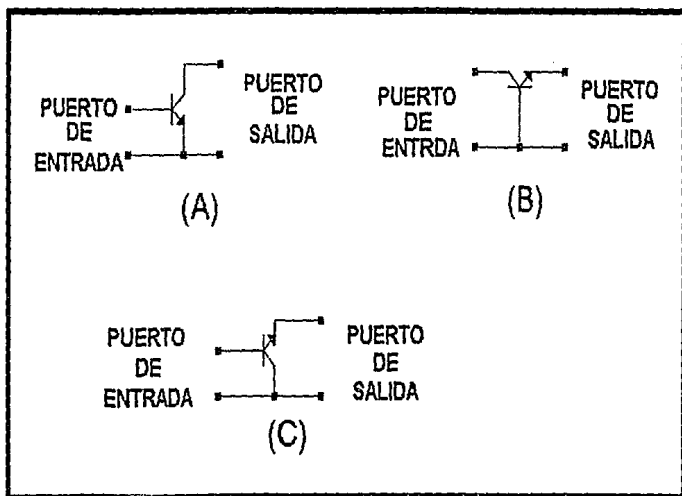 PUERTO
DE
ENTRADA
PUERTO
DE
SALIDA
(A)
PUERTO
DE
ENTRDA
PUERTO
DE
SALIDA
(B)
PUERTO
DE
ENTRADA
PUERTO
DE
SALIDA
(C)